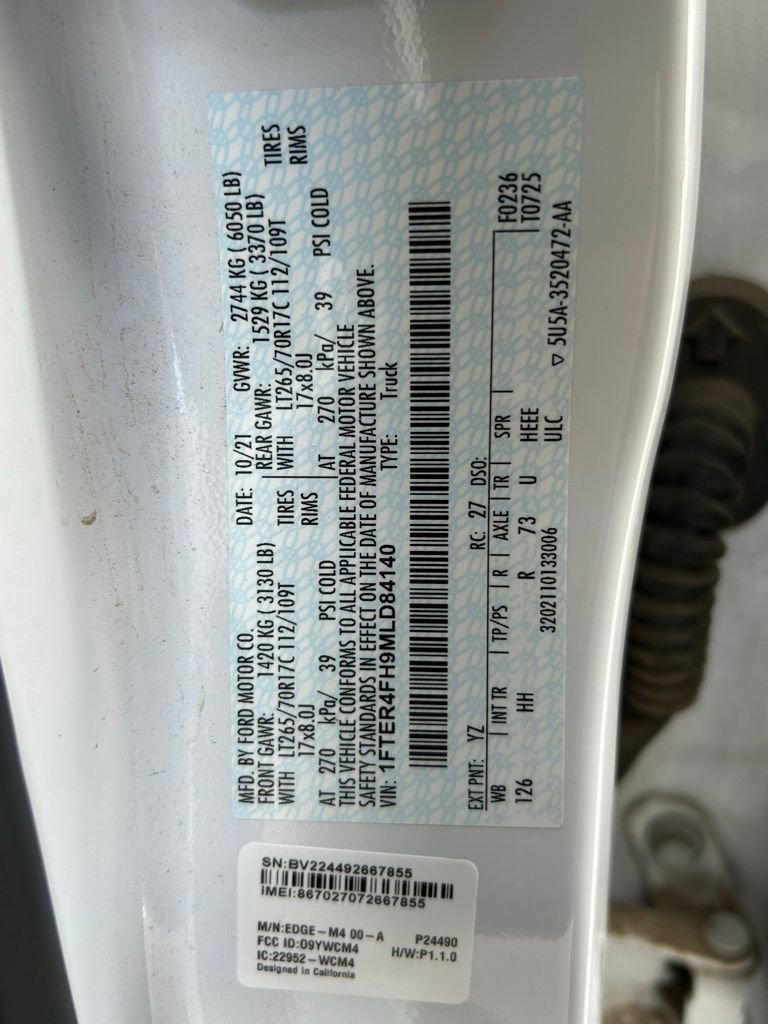 MFD. BY FORD MOTOR CO.
DATE: 10/21 GVWR: 2744 KG ( 6050 LB)
FRONT GAWR: 1420 KG ( 3130 LB) REAR GAWR: 1529 KG ( 3370 LB)
WITH LT265/70R17C 112/109T TIRES WITH LT265/70R17C 112/109T TIRES
17x8.0J RIMS 17x8.0J RIMS
AT 270 kPa/ 39 PSI COLD AT 270 kPa/ 39 PSI COLD
THIS VEHICLE CONFORMS TO ALL APPLICABLE FEDERAL MOTOR VEHICLE
SAFETY STANDARDS IN EFFECT ON THE DATE OF MANUFACTURE SHOWN ABOVE.
VIN: 1FTER4FH9MLD84140 TYPE: Truck
EXT PNT: YZ RC: 27 DSO:
WB INT TR TP/PS R AXLE TR SPR F0236
126 HH R 73 U HEEE T0725
ULC
3202110133006 ▽ 5U5A-3520472-AA
SN:BV224492667855
IMEI:867027072667855
M/N:EDGE-M4 00-A P24490
FCC ID:O9YWCM4 H/W:P1.1.0
IC:22952-WCM4
Designed in California